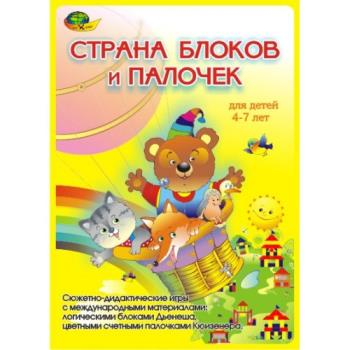 СТРАНА БЛОКОВ
и ПАЛОЧЕК
для детей
4-7 лет
Сюжетно-дидактические игры
с международными материалами:
логическими блоками Дьенеша,
цветными счетными палочками Кюизенера.